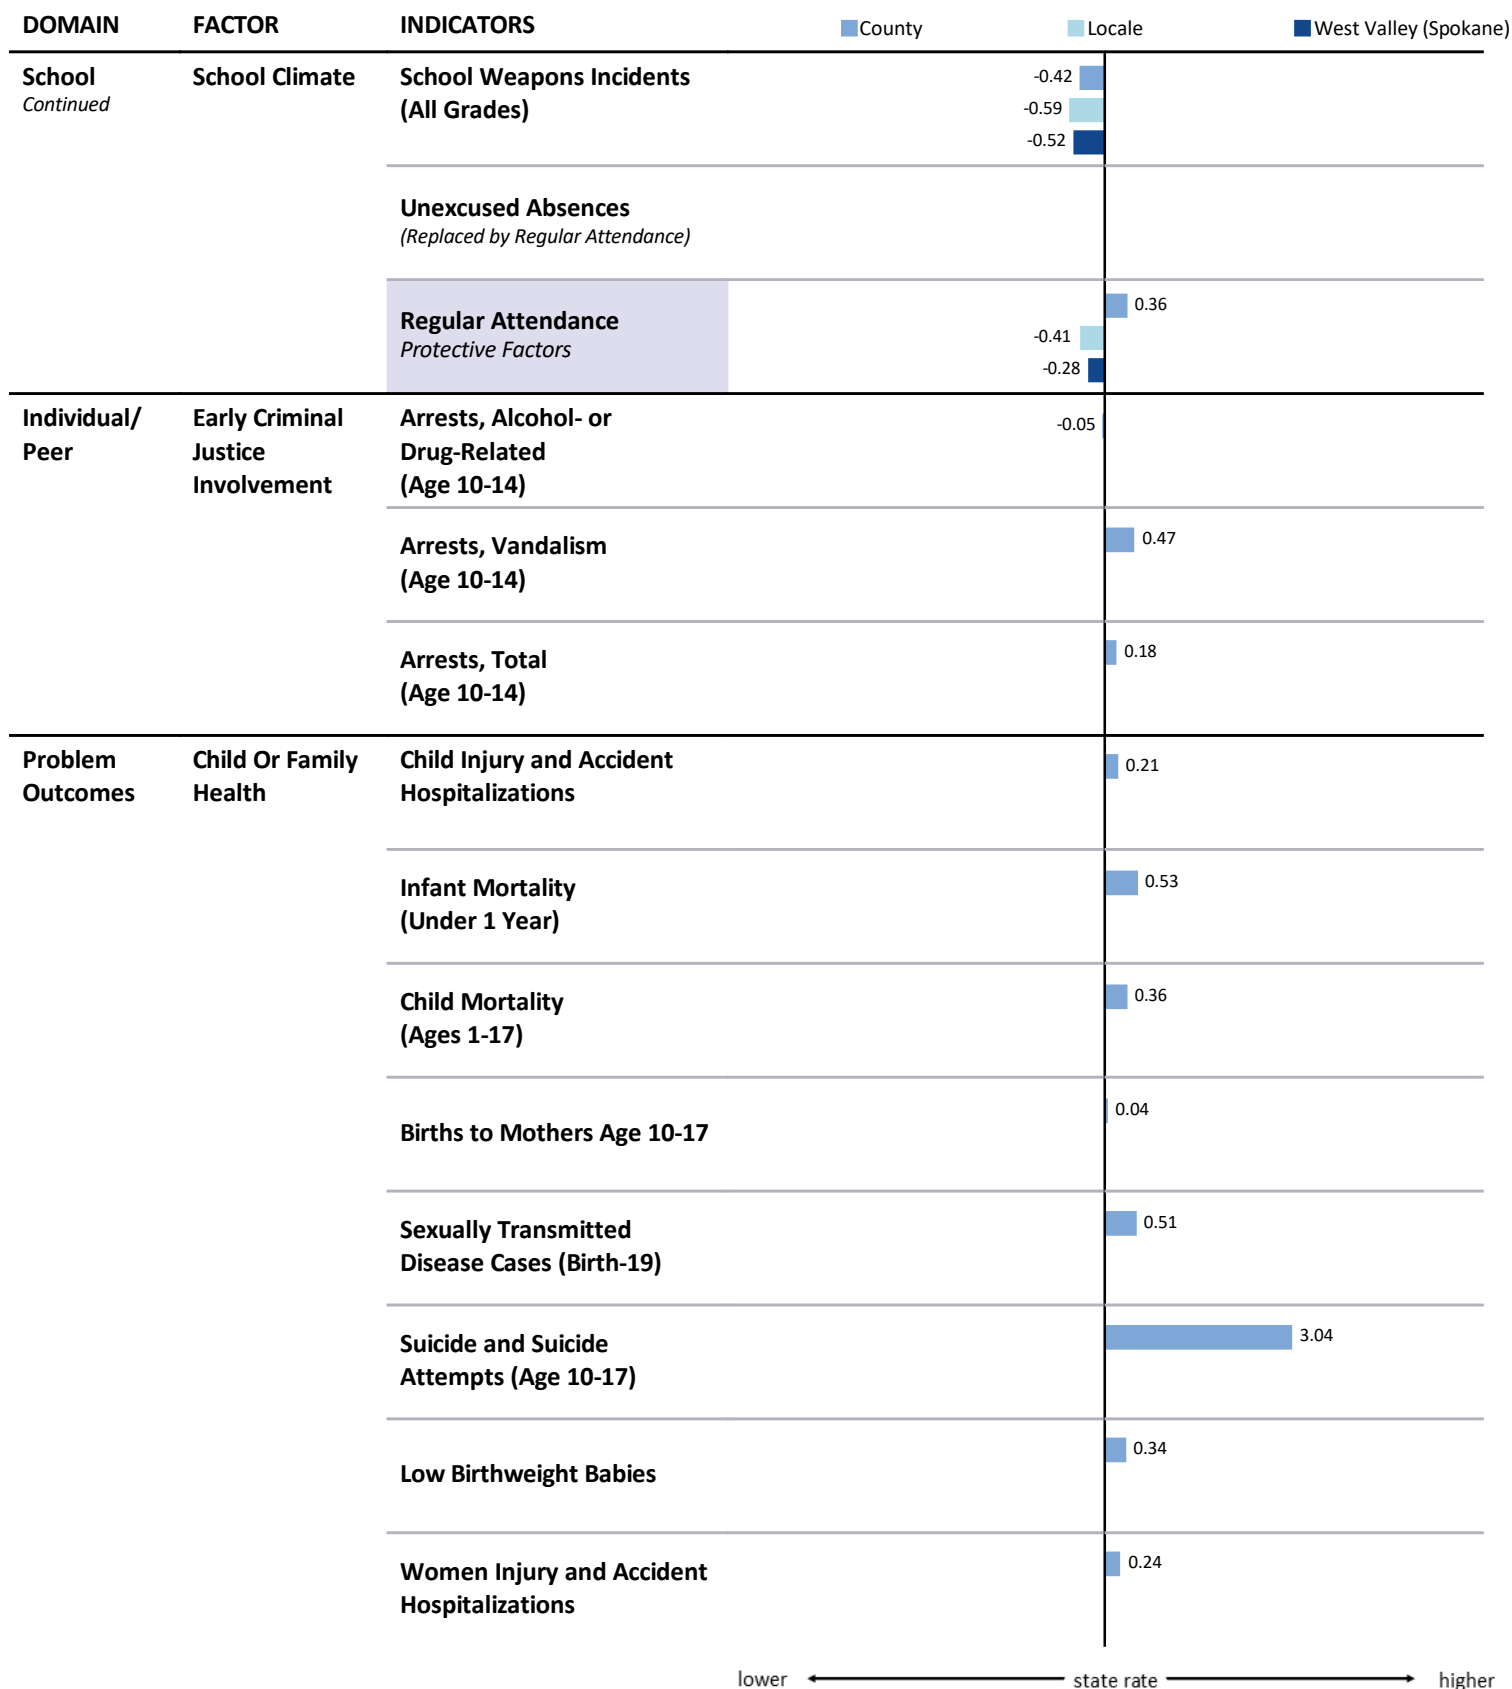 DOMAIN FACTOR INDICATORS County Locale West Valley (Spokane)
School School Climate School Weapons Incidents -0.42
Continued (All Grades) -0.59
-0.52
Unexcused Absences
(Replaced by Regular Attendance)
0.36
Regular Attendance -0.41
Protective Factors -0.28
Individual/ Early Criminal Arrests, Alcohol- or -0.05
Peer Justice Drug-Related
Involvement (Age 10-14)
Arrests, Vandalism 0.47
(Age 10-14)
Arrests, Total 0.18
(Age 10-14)
Problem Child Or Family Child Injury and Accident 0.21
Outcomes Health Hospitalizations
Infant Mortality 0.53
(Under 1 Year)
Child Mortality 0.36
(Ages 1-17)
0.04
Births to Mothers Age 10-17
Sexually Transmitted 0.51
Disease Cases (Birth-19)
Suicide and Suicide 3.04
Attempts (Age 10-17)
0.34
Low Birthweight Babies
Women Injury and Accident 0.24
Hospitalizations
lower state rate higher